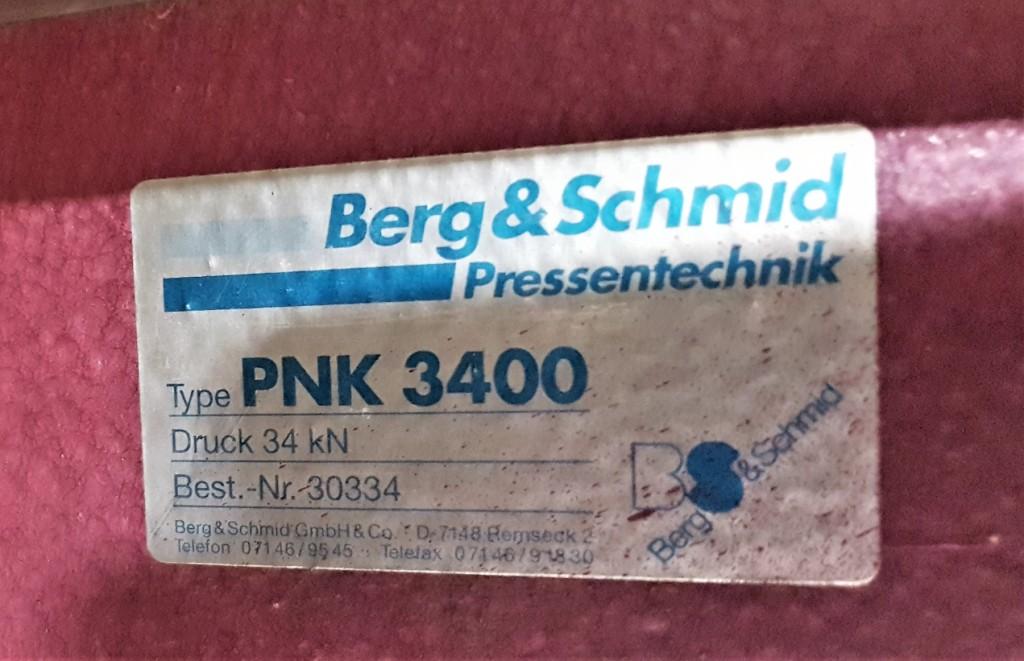 Berg&Schmid
Pressentechnik
Type PNK 3400
Druck 34 kN
Best.-Nr. 30334
BS
Berg & Schmid
Berg&Schmid GmbH & Co. D-7148 Remseck 2
Telefon 07146/9545 Telefax 07146/91830